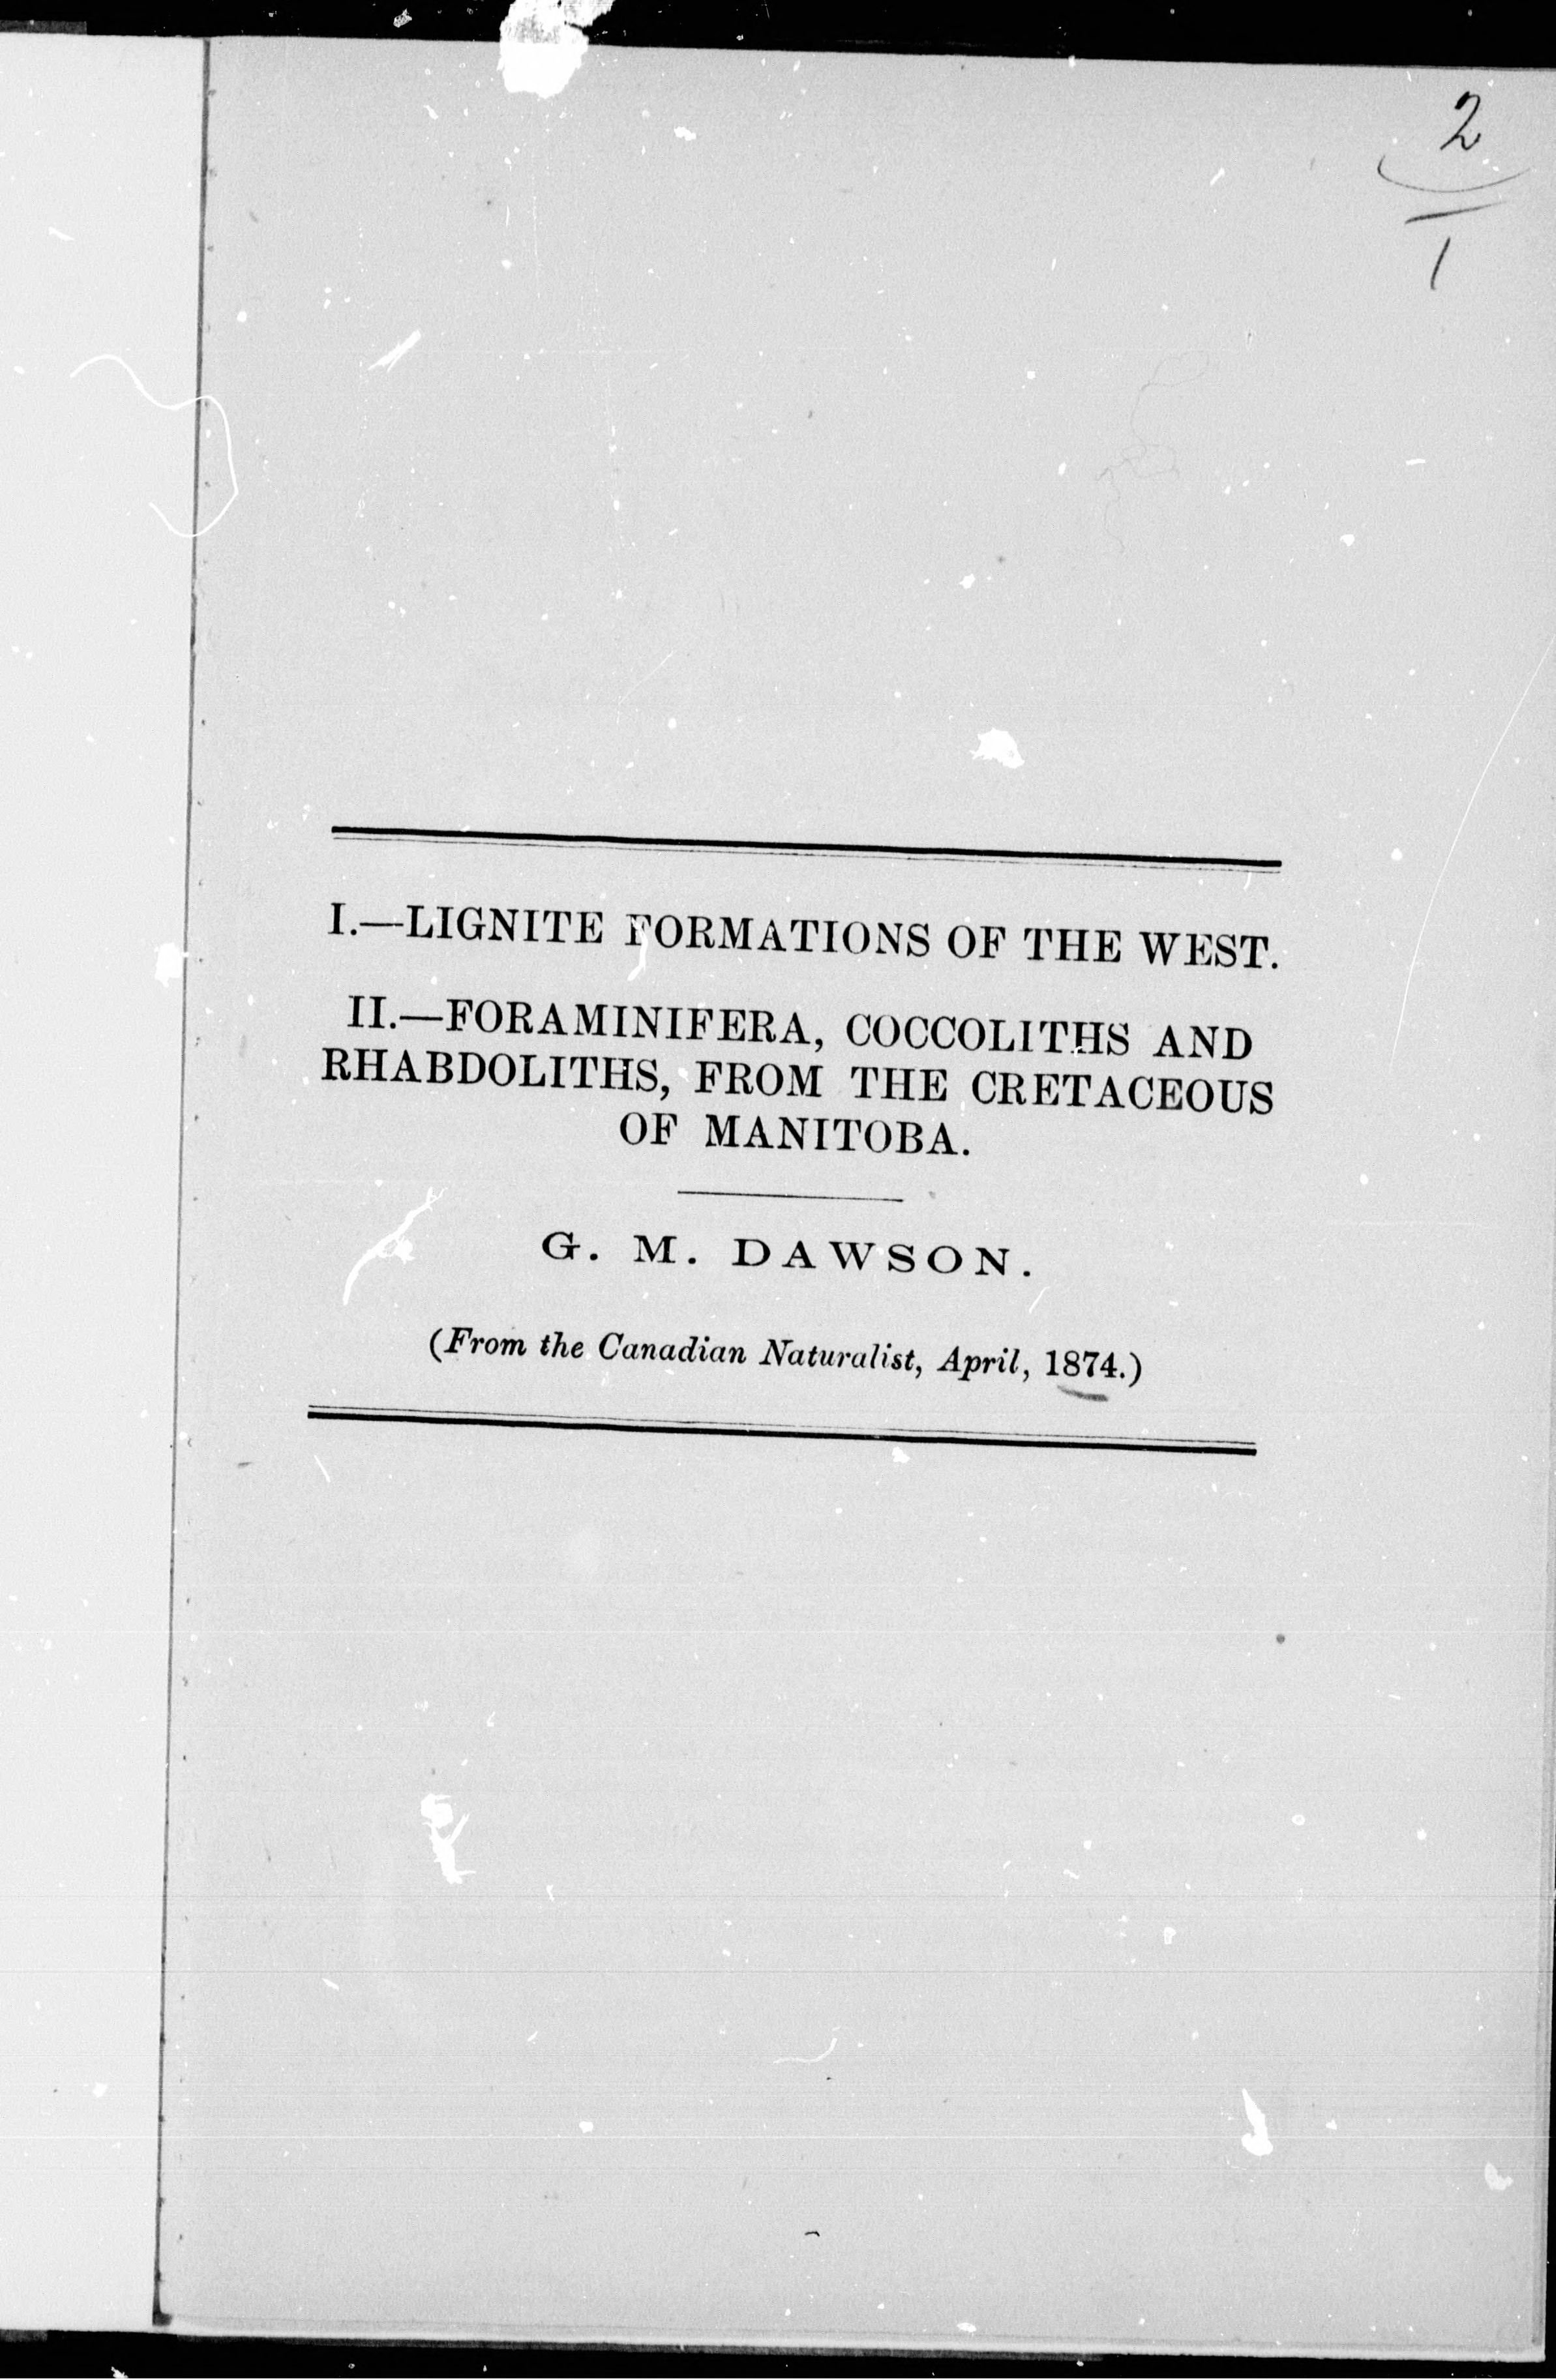 2
1
I.—LIGNITE FORMATIONS OF THE WEST.
II.—FORAMINIFERA, COCCOLITHS AND
RHABDOLITHS, FROM THE CRETACEOUS
OF MANITOBA.
G. M. DAWSON.
(From the Canadian Naturalist, April, 1874.)